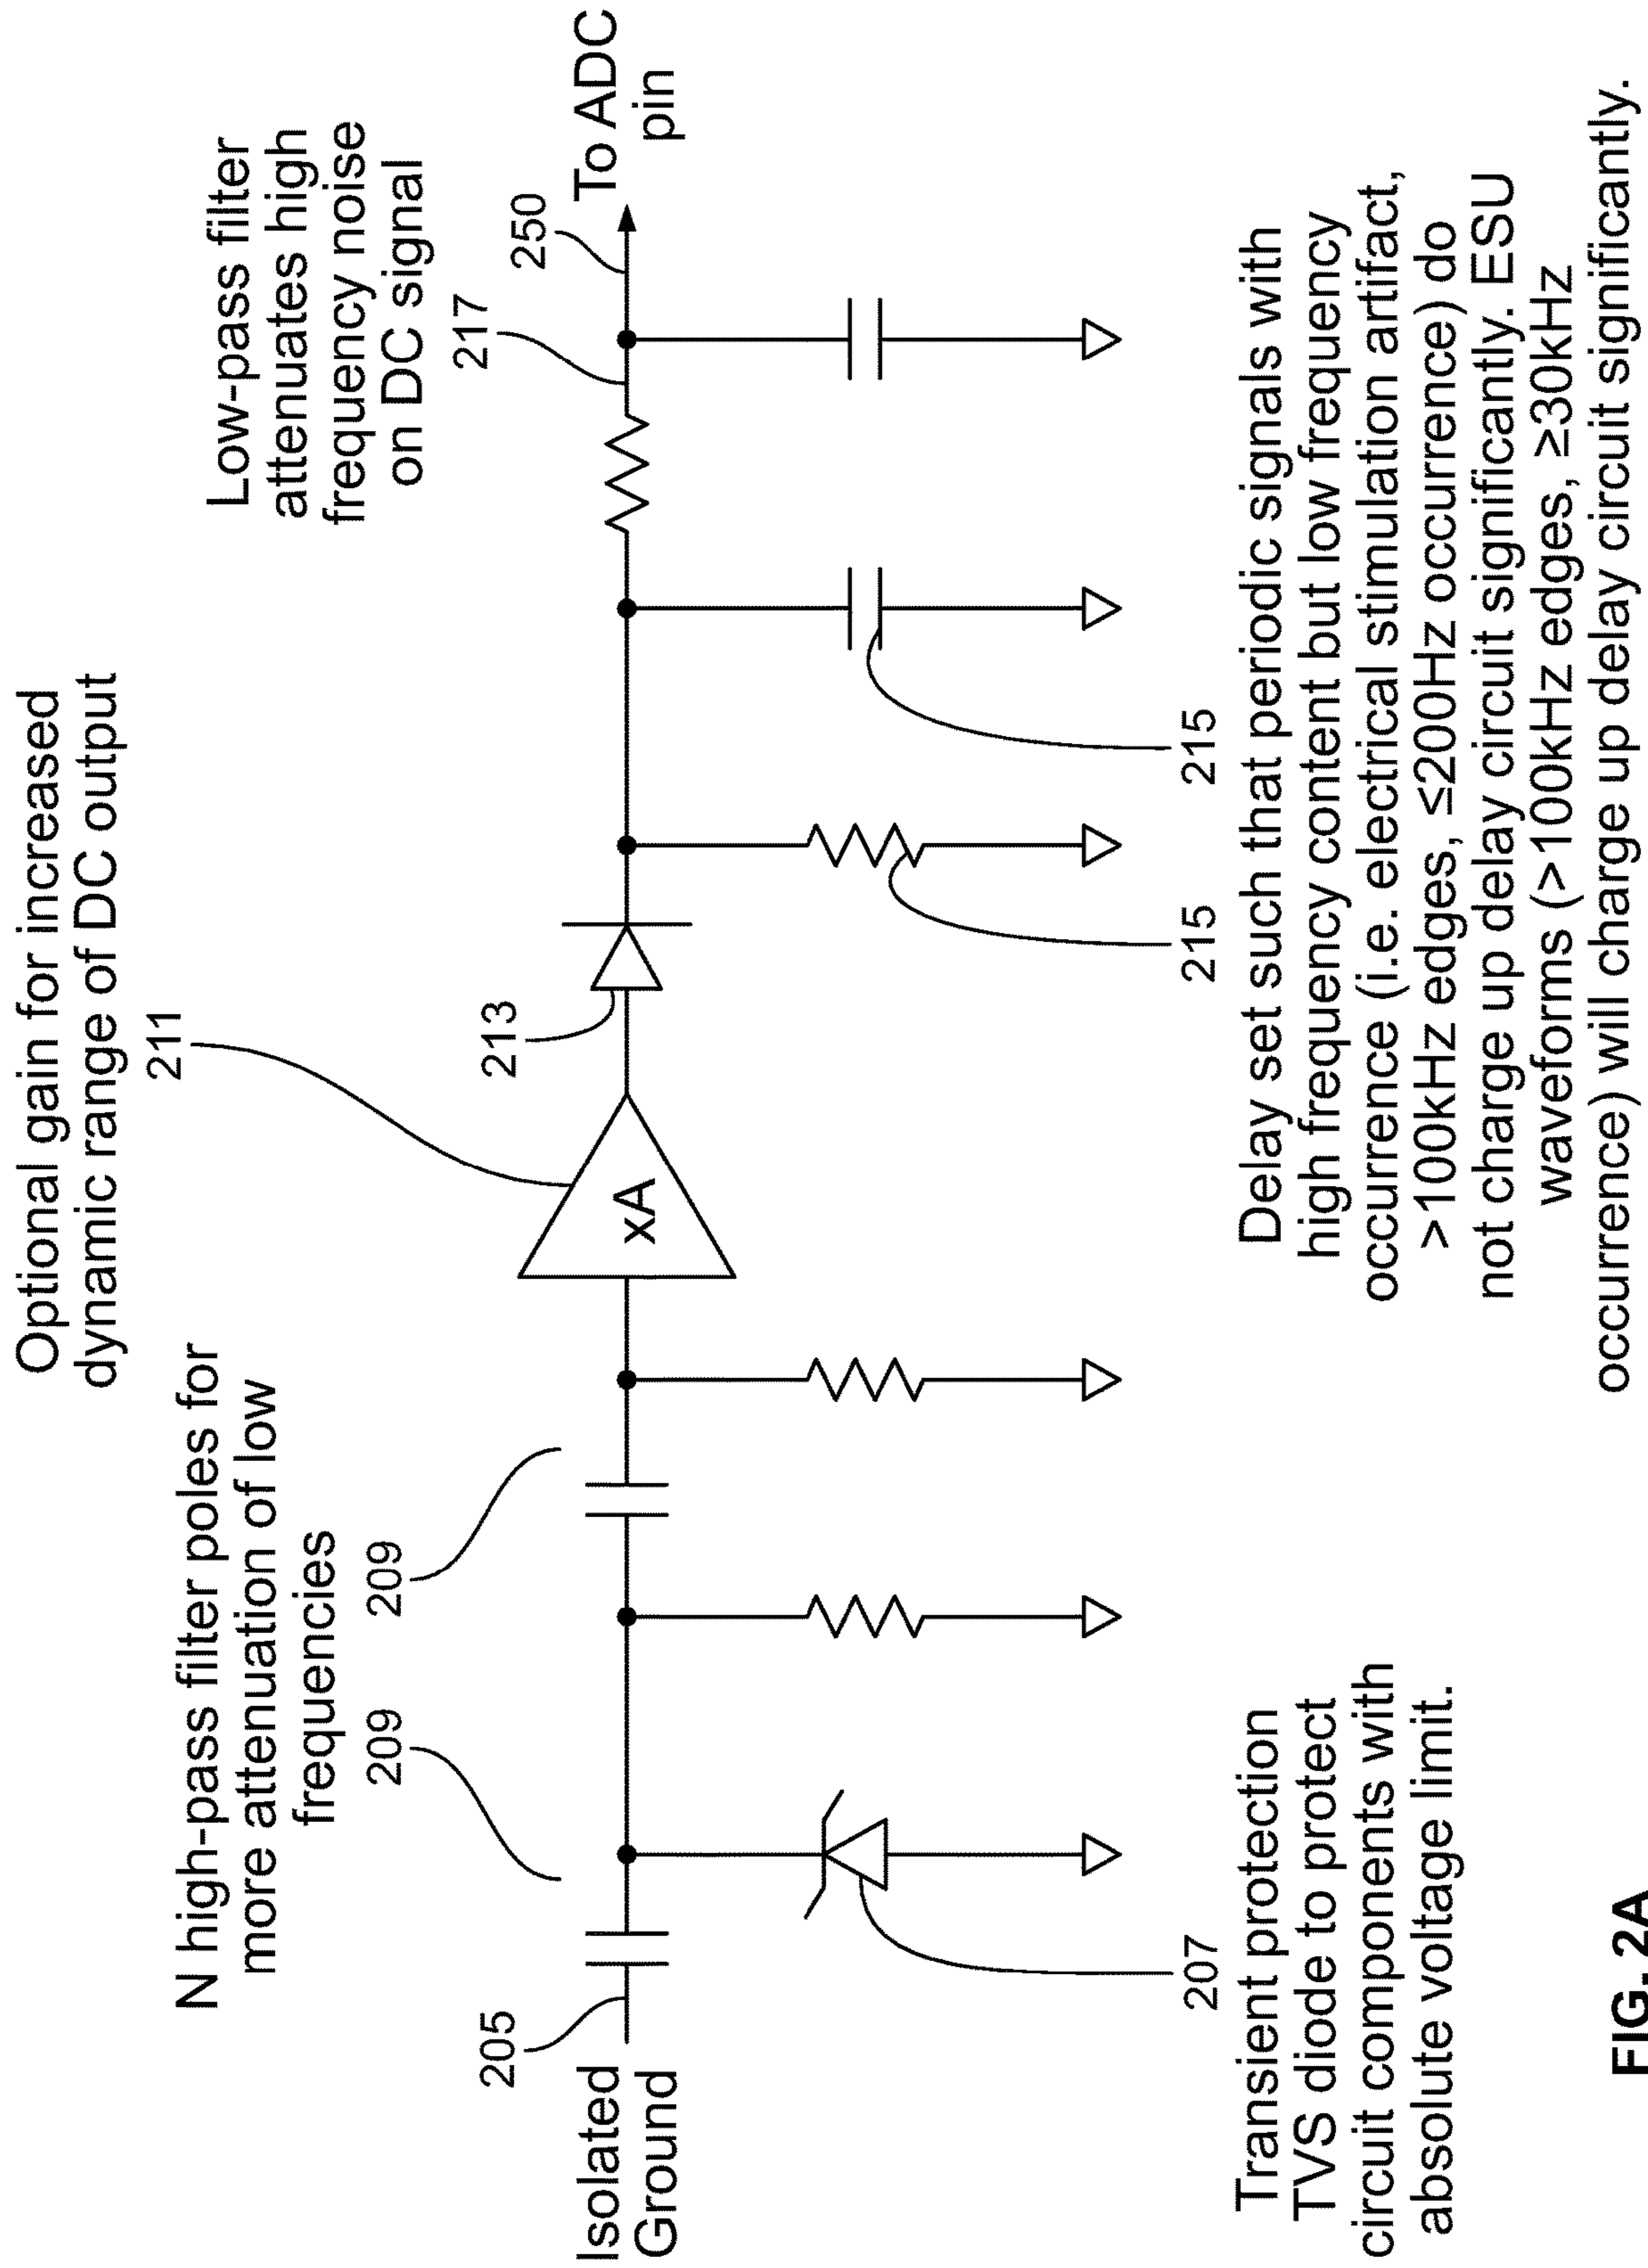 Optional gain for increased
dynamic range of DC output
211
N high-pass filter poles for
more attenuation of low
frequencies
209
209
Low-pass filter
attenuates high
frequency noise
on DC signal
217
250
205
213
Isolated
Ground
xA
To ADC
pin
207
215
215
Transient protection
TVS diode to protect
circuit components with
absolute voltage limit.
Delay set such that periodic signals with
high frequency content but low frequency
occurrence (i.e. electrical stimulation artifact,
>100kHz edges, ≤200Hz occurrence) do
not charge up delay circuit significantly. ESU
waveforms (>100kHz edges, ≥30kHz
occurrence) will charge up delay circuit significantly.
FIG. 2A